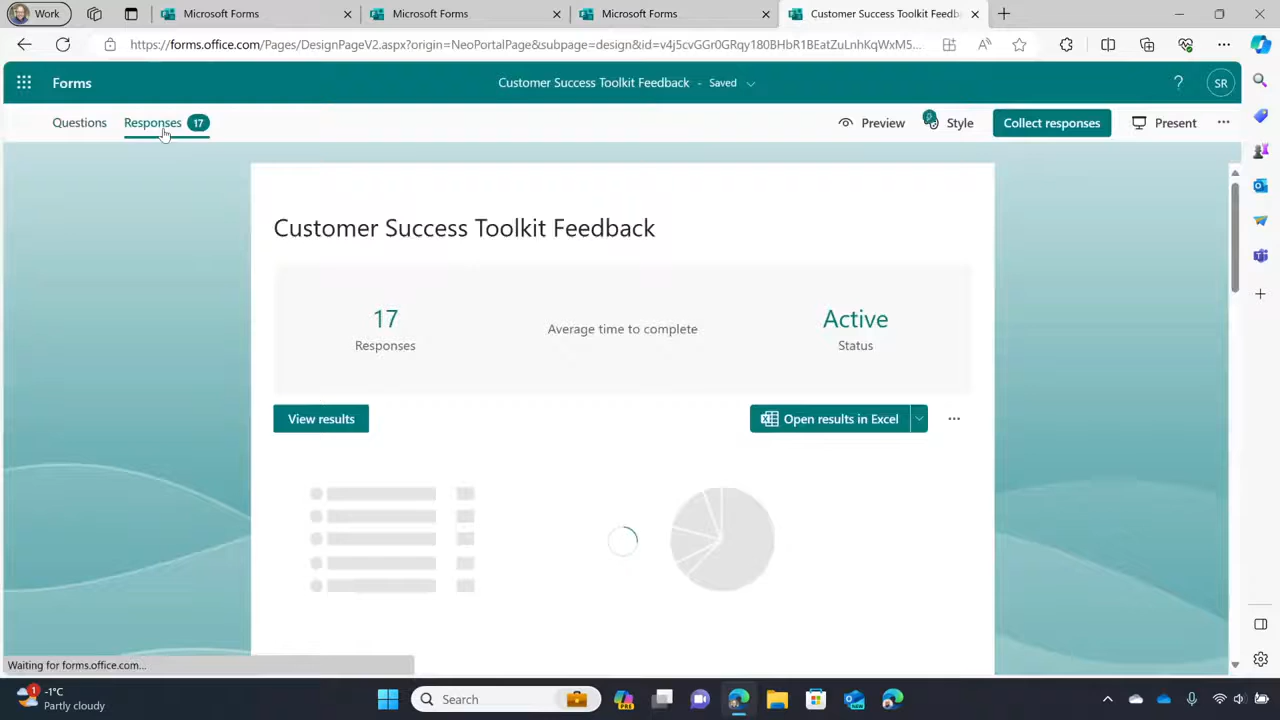 Work
Microsoft Forms
Microsoft Forms
Microsoft Forms
Customer Success Toolkit Feedb
https://forms.office.com/Pages/DesignPageV2.aspx?origin=NeoPortalPage&subpage=design&id=v4j5cvGGr0GRqy180BHbR1BEatZuLnhKqWxM5...
Forms
Customer Success Toolkit Feedback - Saved
?
SR
Questions
Responses 17
Preview
Style
Collect responses
Present
Customer Success Toolkit Feedback
17
Responses
Average time to complete
Active
Status
View results
Open results in Excel
Waiting for forms.office.com...
1
-1°C
Partly cloudy
Search